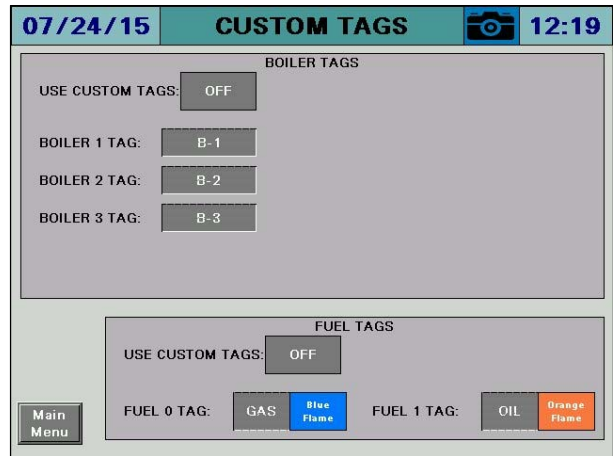 07/24/15 CUSTOM TAGS 12:19
BOILER TAGS
USE CUSTOM TAGS: OFF
BOILER 1 TAG: B-1
BOILER 2 TAG: B-2
BOILER 3 TAG: B-3
FUEL TAGS
USE CUSTOM TAGS: OFF
FUEL 0 TAG: GAS Blue Flame FUEL 1 TAG: OIL Orange Flame
Main Menu